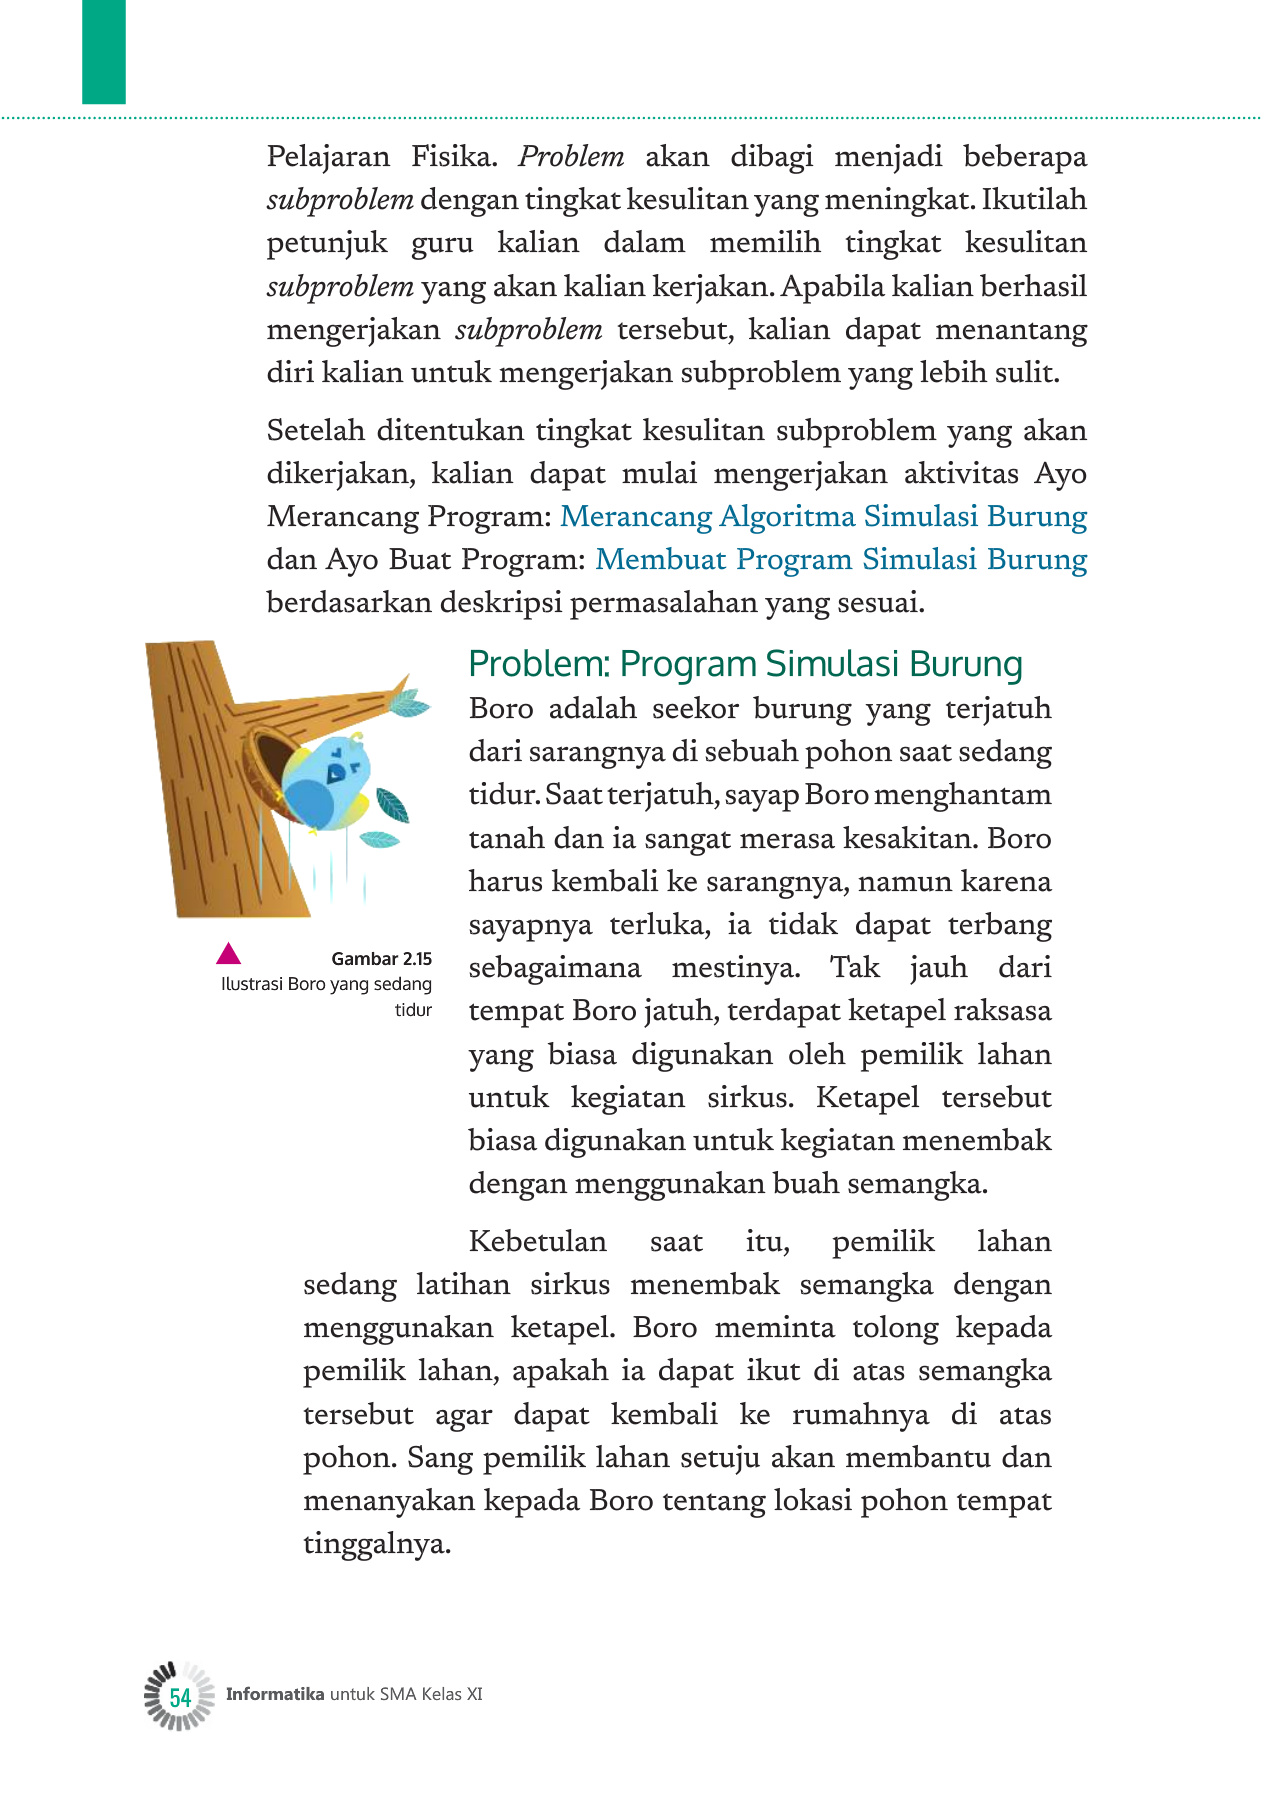 Pelajaran Fisika. Problem akan dibagi menjadi beberapa
subproblem dengan tingkat kesulitan yang meningkat. Ikutilah
petunjuk guru kalian dalam memilih tingkat kesulitan
subproblem yang akan kalian kerjakan. Apabila kalian berhasil
mengerjakan subproblem tersebut, kalian dapat menantang
diri kalian untuk mengerjakan subproblem yang lebih sulit.
Setelah ditentukan tingkat kesulitan subproblem yang akan
dikerjakan, kalian dapat mulai mengerjakan aktivitas Ayo
Merancang Program: Merancang Algoritma Simulasi Burung
dan Ayo Buat Program: Membuat Program Simulasi Burung
berdasarkan deskripsi permasalahan yang sesuai.
Problem: Program Simulasi Burung
Boro adalah seekor burung yang terjatuh
dari sarangnya di sebuah pohon saat sedang
tidur. Saat terjatuh, sayap Boro menghantam
tanah dan ia sangat merasa kesakitan. Boro
harus kembali ke sarangnya, namun karena
sayapnya terluka, ia tidak dapat terbang
sebagaimana mestinya. Tak jauh dari
tempat Boro jatuh, terdapat ketapel raksasa
yang biasa digunakan oleh pemilik lahan
untuk kegiatan sirkus. Ketapel tersebut
biasa digunakan untuk kegiatan menembak
dengan menggunakan buah semangka.
Gambar 2.15
Ilustrasi Boro yang sedang
tidur
Kebetulan saat itu, pemilik lahan
sedang latihan sirkus menembak semangka dengan
menggunakan ketapel. Boro meminta tolong kepada
pemilik lahan, apakah ia dapat ikut di atas semangka
tersebut agar dapat kembali ke rumahnya di atas
pohon. Sang pemilik lahan setuju akan membantu dan
menanyakan kepada Boro tentang lokasi pohon tempat
tinggalnya.
54 Informatika untuk SMA Kelas XI